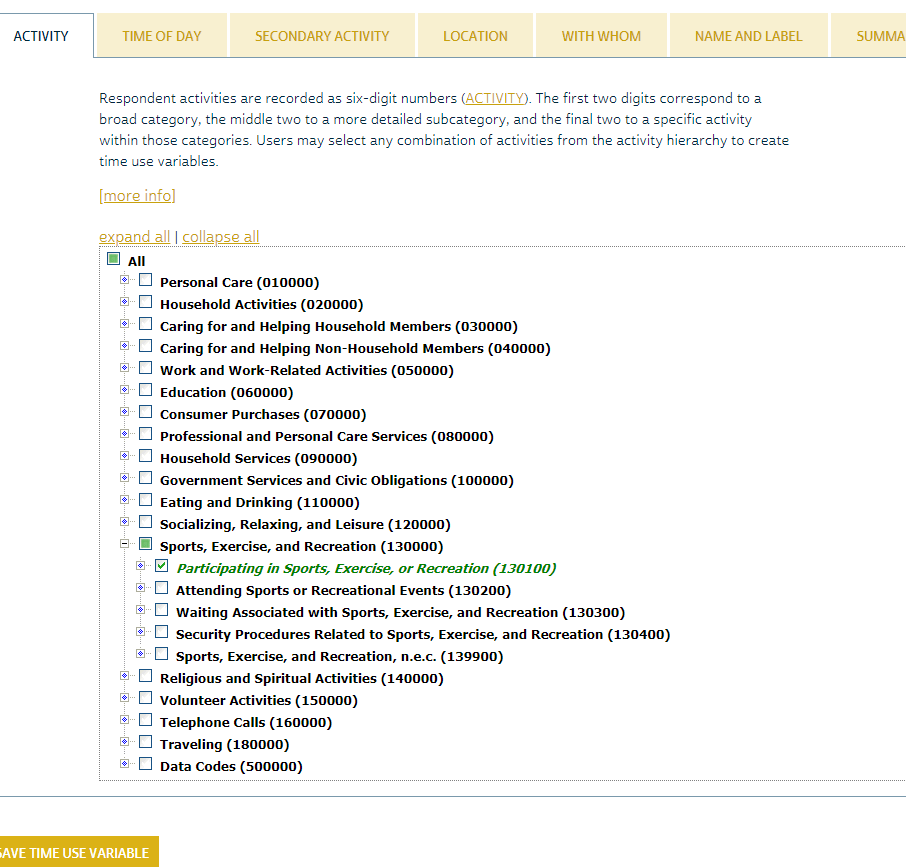 ACTIVITY TIME OF DAY SECONDARY ACTIVITY LOCATION WITH WHOM NAME AND LABEL SUMMA
Respondent activities are recorded as six-digit numbers (ACTIVITY). The first two digits correspond to a
broad category, the middle two to a more detailed subcategory, and the final two to a specific activity
within those categories. Users may select any combination of activities from the activity hierarchy to create
time use variables.
[more info]
expand all | collapse all
All
Personal Care (010000)
Household Activities (020000)
Caring for and Helping Household Members (030000)
Caring for and Helping Non-Household Members (040000)
Work and Work-Related Activities (050000)
Education (060000)
Consumer Purchases (070000)
Professional and Personal Care Services (080000)
Household Services (090000)
Government Services and Civic Obligations (100000)
Eating and Drinking (110000)
Socializing, Relaxing, and Leisure (120000)
Sports, Exercise, and Recreation (130000)
Participating in Sports, Exercise, or Recreation (130100)
Attending Sports or Recreational Events (130200)
Waiting Associated with Sports, Exercise, and Recreation (130300)
Security Procedures Related to Sports, Exercise, and Recreation (130400)
Sports, Exercise, and Recreation, n.e.c. (139900)
Religious and Spiritual Activities (140000)
Volunteer Activities (150000)
Telephone Calls (160000)
Traveling (180000)
Data Codes (500000)
SAVE TIME USE VARIABLE